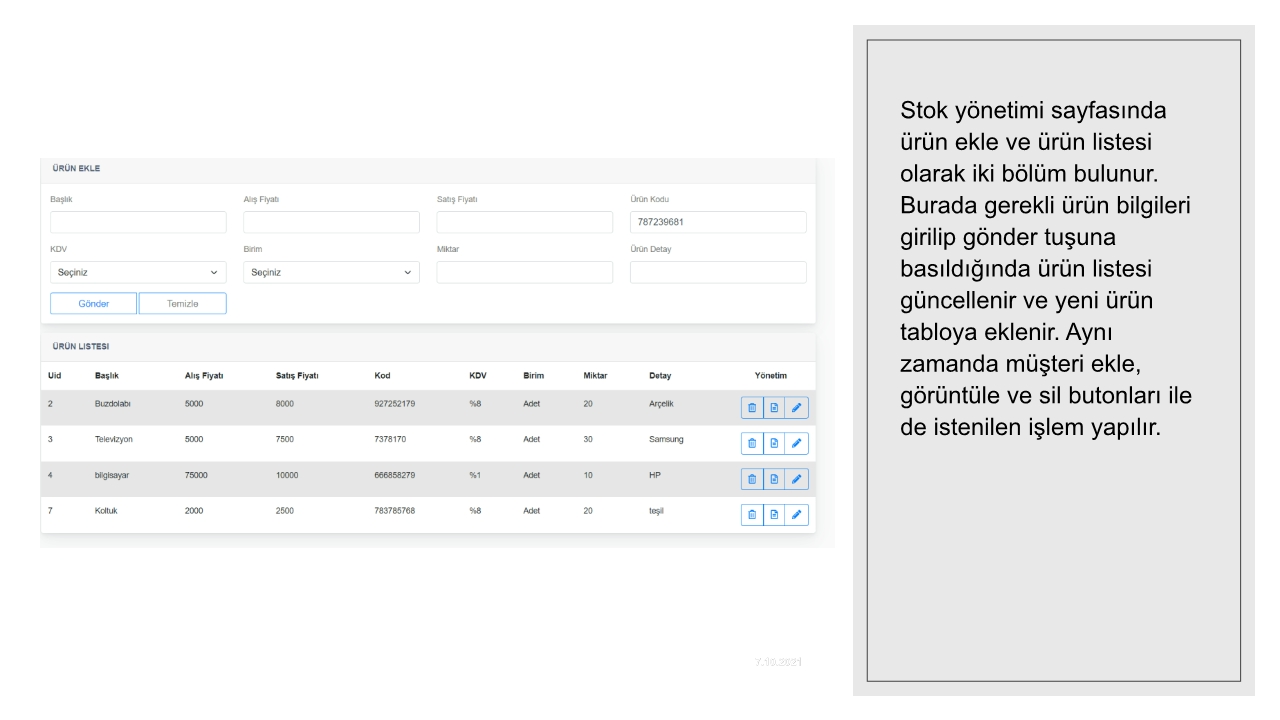 ÜRÜN EKLE
Başlık Alış Fiyatı Satış Fiyatı Ürün Kodu
787239681
KDV Birim Miktar Ürün Detay
Seçiniz Seçiniz
Gönder Temizle
ÜRÜN LISTESI
Uid Başlık Alış Fiyatı Satış Fiyatı Kod KDV Birim Miktar Detay Yönetim
2 Buzdolabı 5000 8000 927252179 %8 Adet 20 Arçelik
3 Televizyon 5000 7500 7378170 %8 Adet 30 Samsung
4 bilgisayar 75000 10000 666858279 %1 Adet 10 HP
7 Koltuk 2000 2500 783785768 %8 Adet 20 teşil
7.10.2021
Stok yönetimi sayfasında
ürün ekle ve ürün listesi
olarak iki bölüm bulunur.
Burada gerekli ürün bilgileri
girilip gönder tuşuna
basıldığında ürün listesi
güncellenir ve yeni ürün
tabloya eklenir. Aynı
zamanda müşteri ekle,
görüntüle ve sil butonları ile
de istenilen işlem yapılır.